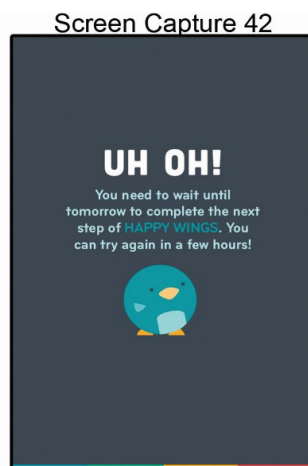 Screen Capture 42
UH OH!
You need to wait until
tomorrow to complete the next
step of HAPPY WINGS. You
can try again in a few hours!